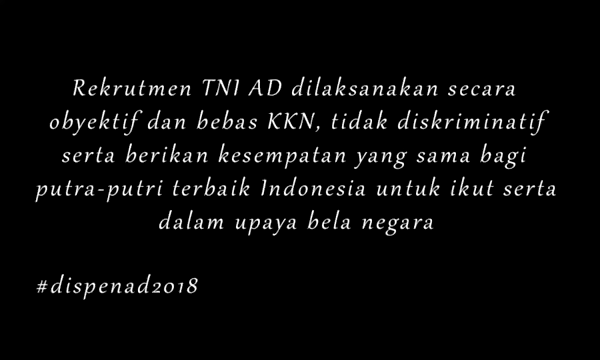 Rekrutmen TNI AD dilaksanakan secara
obyektif dan bebas KKN, tidak diskriminatif
serta berikan kesempatan yang sama bagi
putra-putri terbaik Indonesia untuk ikut serta
dalam upaya bela negara
#dispenad2018